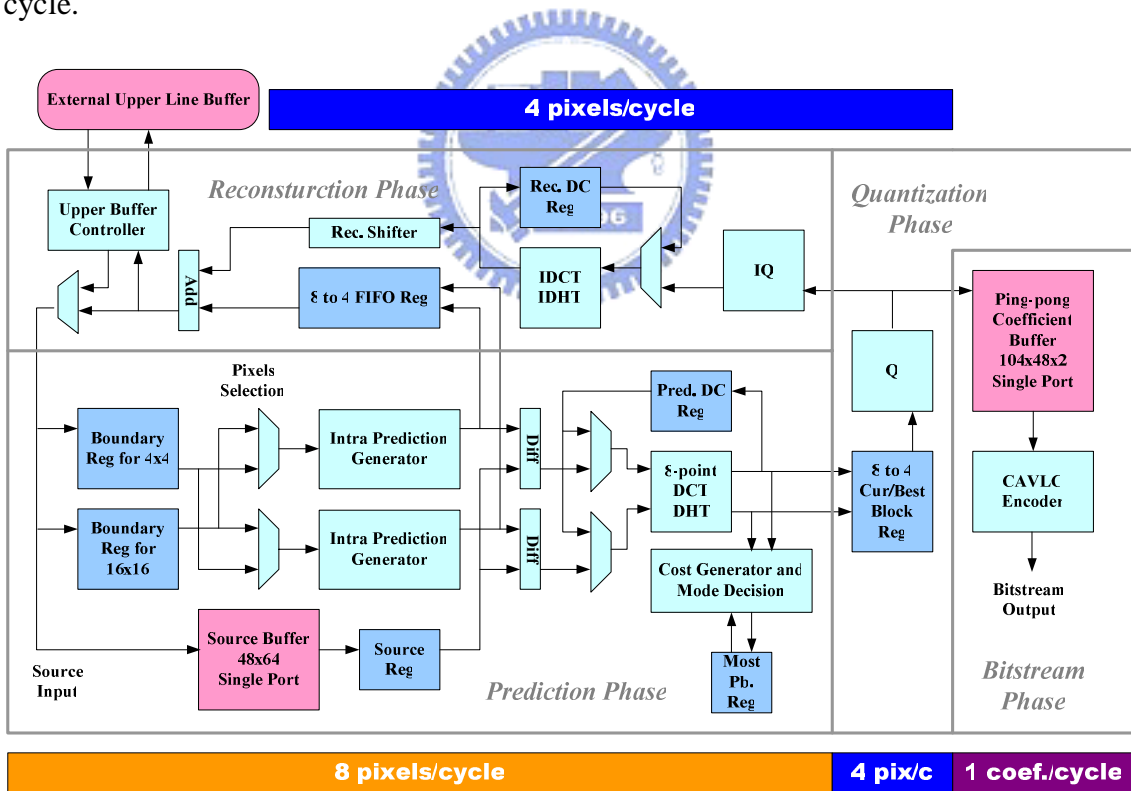 cycle.
External Upper Line Buffer
4 pixels/cycle
Reconsturction Phase
Quantization
Phase
Upper Buffer
Controller
Rec. Shifter
Rec. DC
Reg
96
Add
8 to 4 FIFO Reg
IDCT
IDHT
IQ
Ping-pong
Coefficient
Buffer
104x48x2
Single Port
Q
Pixels
Selection
Boundary
Reg for 4x4
Intra Prediction
Generator
Diff
Pred. DC
Reg
8-point
DCT
DHT
8 to 4
Cur/Best
Block
Reg
CAVLC
Encoder
Boundary
Reg for
16x16
Intra Prediction
Generator
Diff
Cost Generator and
Mode Decision
Bitstream
Output
Source
Input
Source Buffer
48x64
Single Port
Source
Reg
Most
Pb.
Reg
Prediction Phase
Bitstream
Phase
8 pixels/cycle
4 pix/c
1 coef./cycle